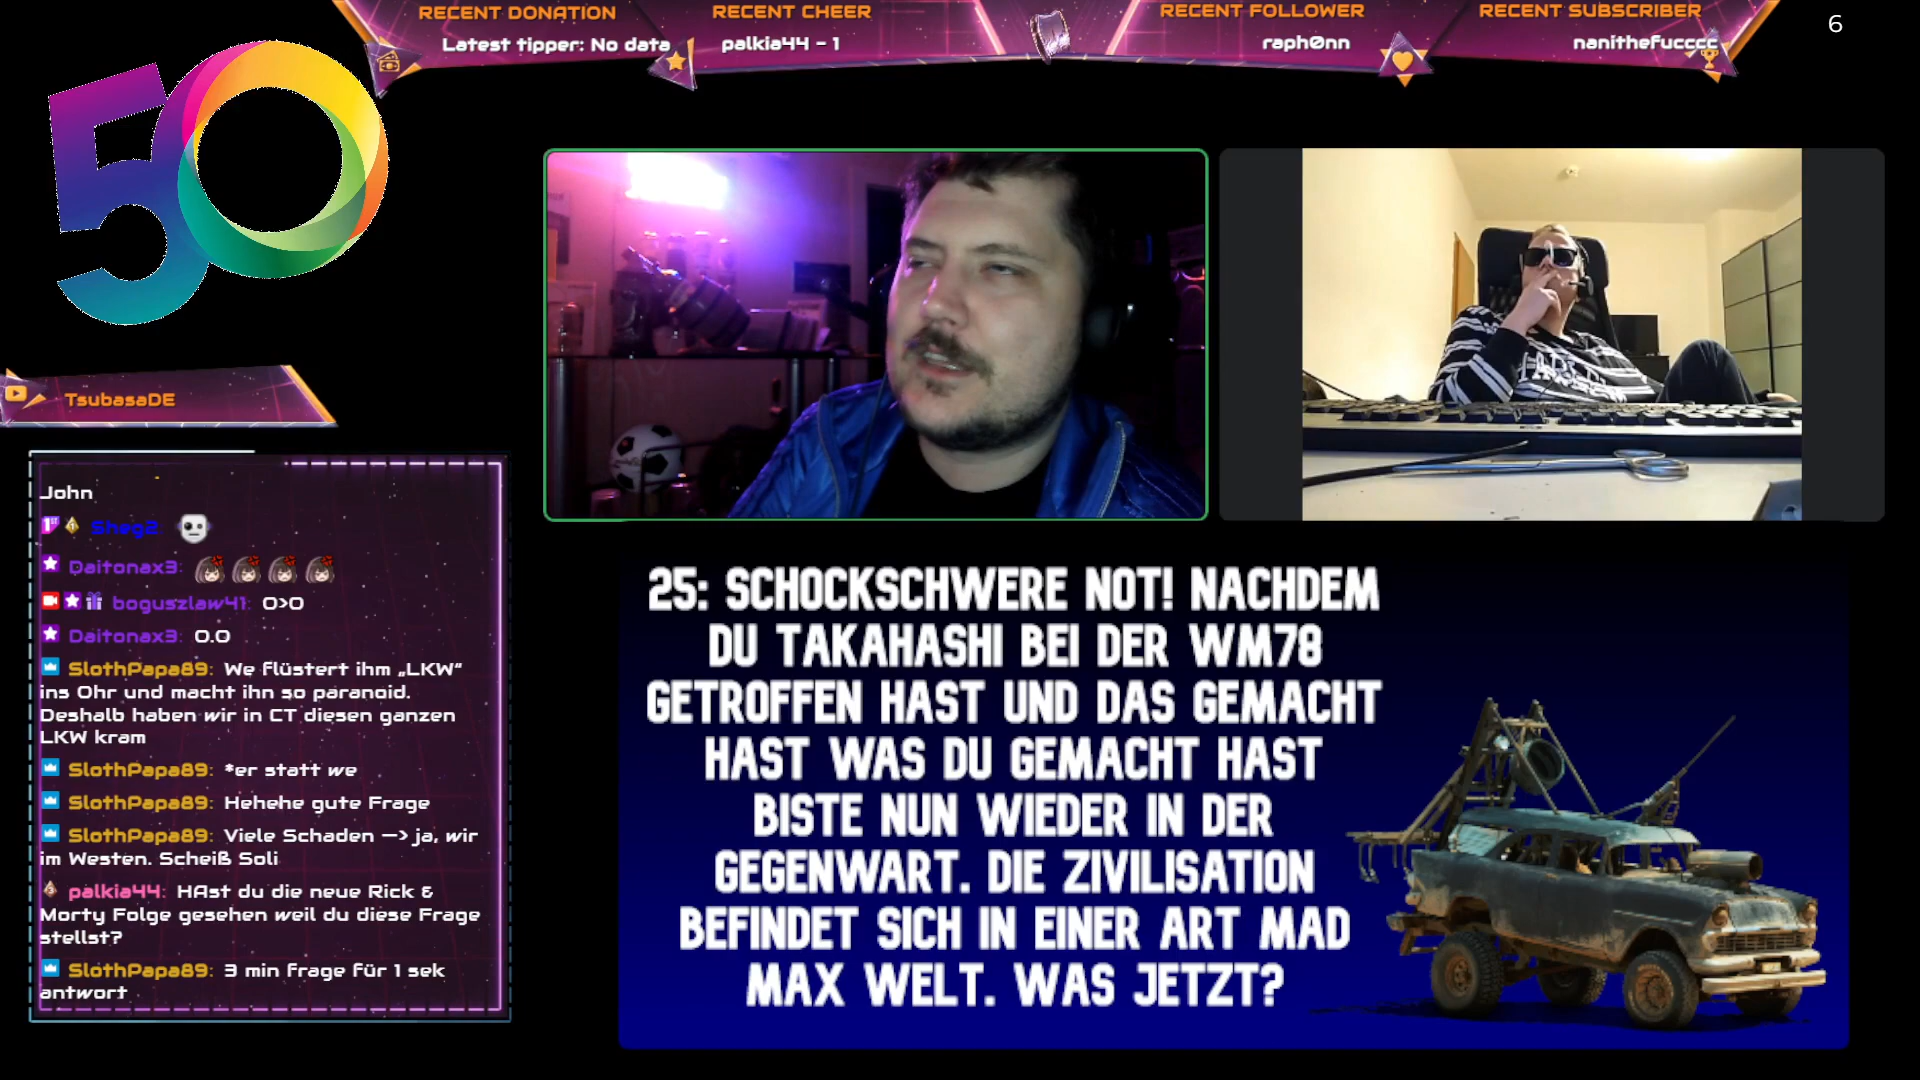 RECENT DONATION
Latest tipper: No data
RECENT CHEER
palkia44 - 1
RECENT FOLLOWER
raph0nn
RECENT SUBSCRIBER
nanithefucccc
6
50
TsubasaDE
John
Sheg2:
Daitonax3:
boguszlaw41: O>O
Daitonax3: O.O
SlothPapa89: We flüstert ihm „LKW“
ins Ohr und macht ihn so paranoid.
Deshalb haben wir in CT diesen ganzen
LKW kram
SlothPapa89: *er statt we
SlothPapa89: Hehehe gute Frage
SlothPapa89: Viele Schaden —> ja, wir
im Westen. Scheiß Soli
palkia44: HAst du die neue Rick &
Morty Folge gesehen weil du diese Frage
stellst?
SlothPapa89: 3 min frage für 1 sek
antwort
25: SCHOCKSCHWERE NOT! NACHDEM
DU TAKAHASHI BEI DER WM78
GETROFFEN HAST UND DAS GEMACHT
HAST WAS DU GEMACHT HAST
BISTE NUN WIEDER IN DER
GEGENWART. DIE ZIVILISATION
BEFINDET SICH IN EINER ART MAD
MAX WELT. WAS JETZT?